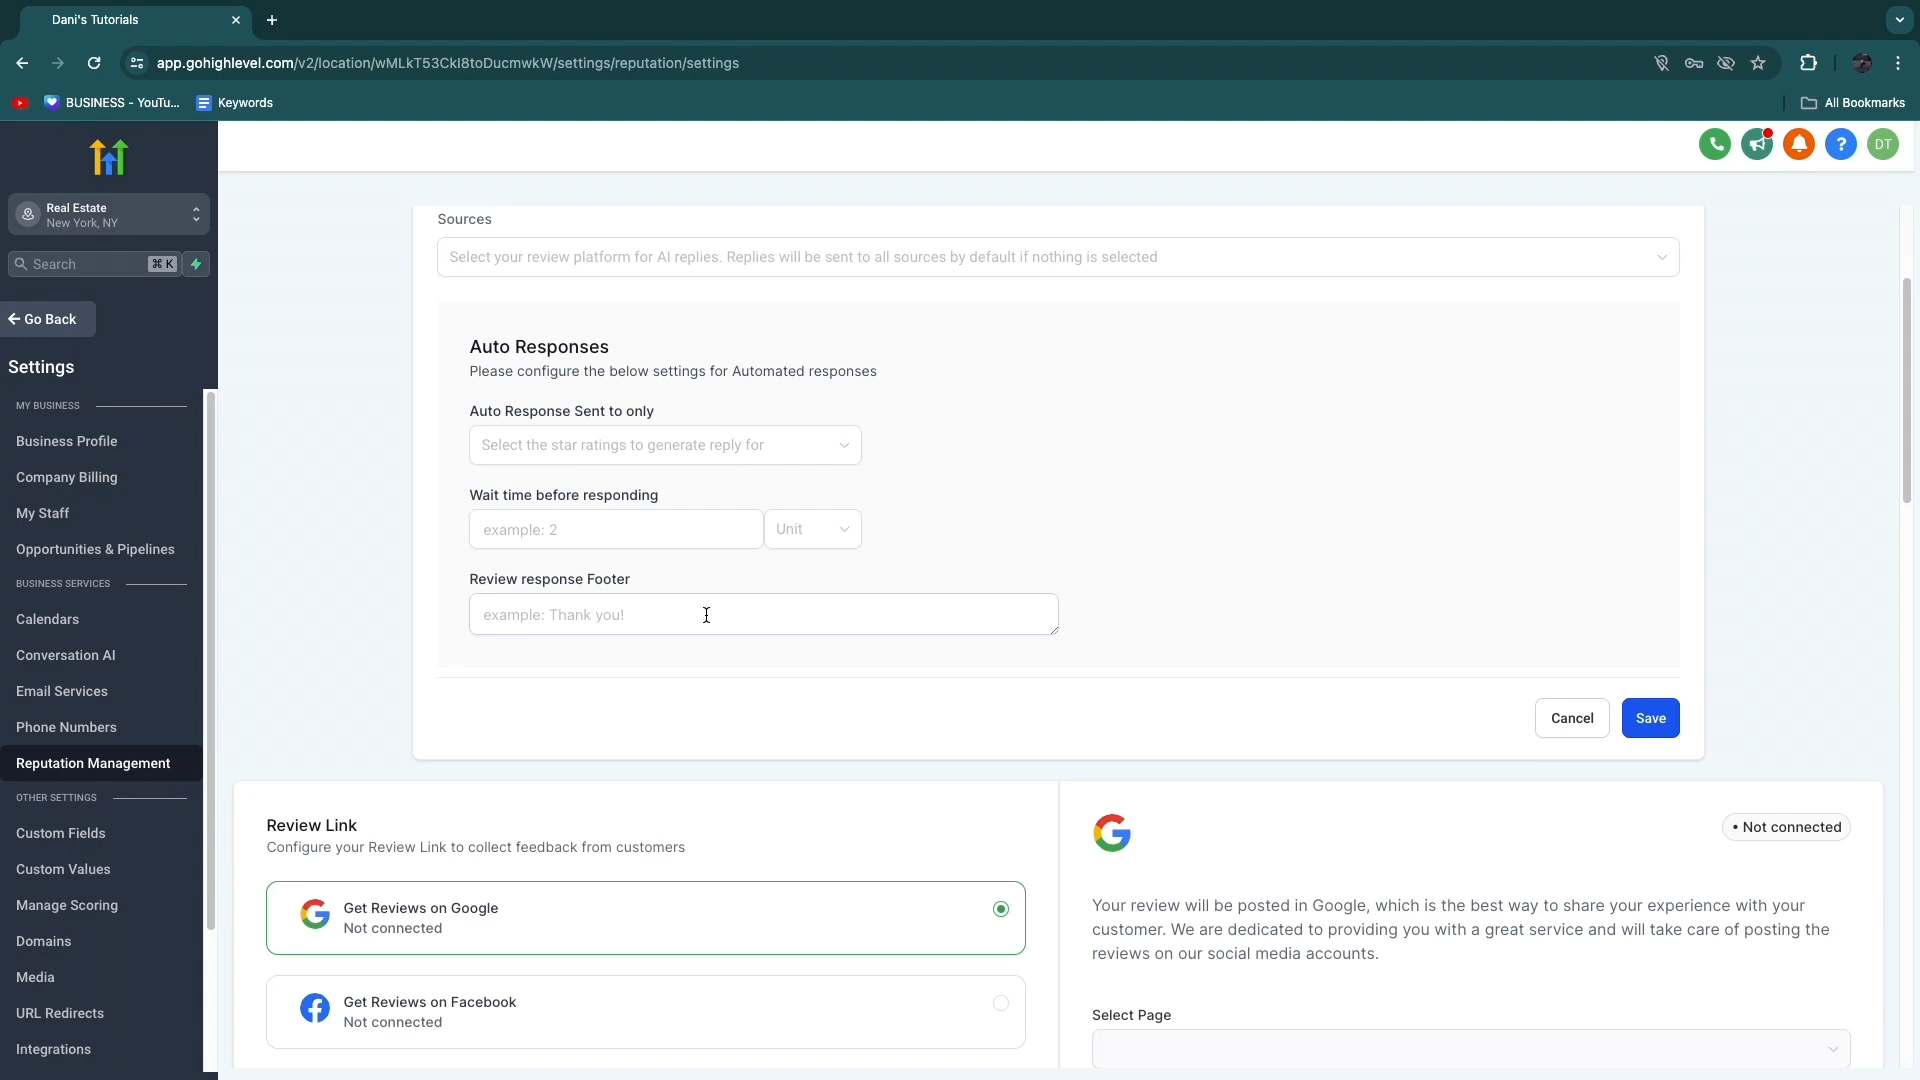 Dani's Tutorials
app.gohighlevel.com/v2/location/wMLkT53CkI8toDucmwkW/settings/reputation/settings
BUSINESS - YouTu...
Keywords
All Bookmarks
Real Estate
New York, NY
Search
⌘ K
Go Back
Settings
MY BUSINESS
Business Profile
Company Billing
My Staff
Opportunities & Pipelines
BUSINESS SERVICES
Calendars
Conversation AI
Email Services
Phone Numbers
Reputation Management
OTHER SETTINGS
Custom Fields
Custom Values
Manage Scoring
Domains
Media
URL Redirects
Integrations
?
DT
Sources
Select your review platform for AI replies. Replies will be sent to all sources by default if nothing is selected
Auto Responses
Please configure the below settings for Automated responses
Auto Response Sent to only
Select the star ratings to generate reply for
Wait time before responding
example: 2
Unit
Review response Footer
example: Thank you!
Cancel
Save
Review Link
Configure your Review Link to collect feedback from customers
Get Reviews on Google
Not connected
Get Reviews on Facebook
Not connected
• Not connected
Your review will be posted in Google, which is the best way to share your experience with your
customer. We are dedicated to providing you with a great service and will take care of posting the
reviews on our social media accounts.
Select Page